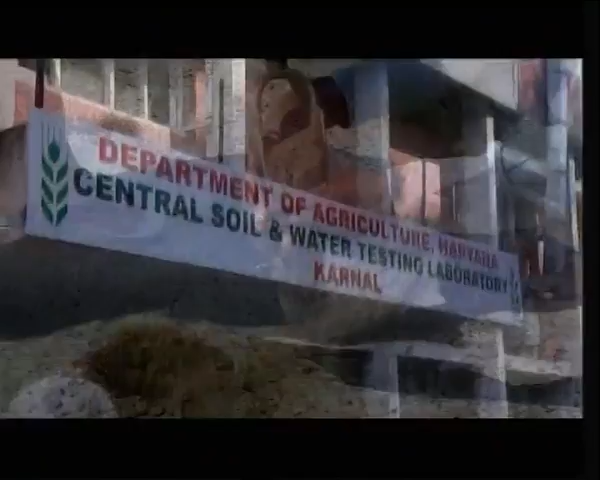 DEPARTMENT OF AGRICULTURE, HARYANA
CENTRAL SOIL & WATER TESTING LABORATORY
KARNAL